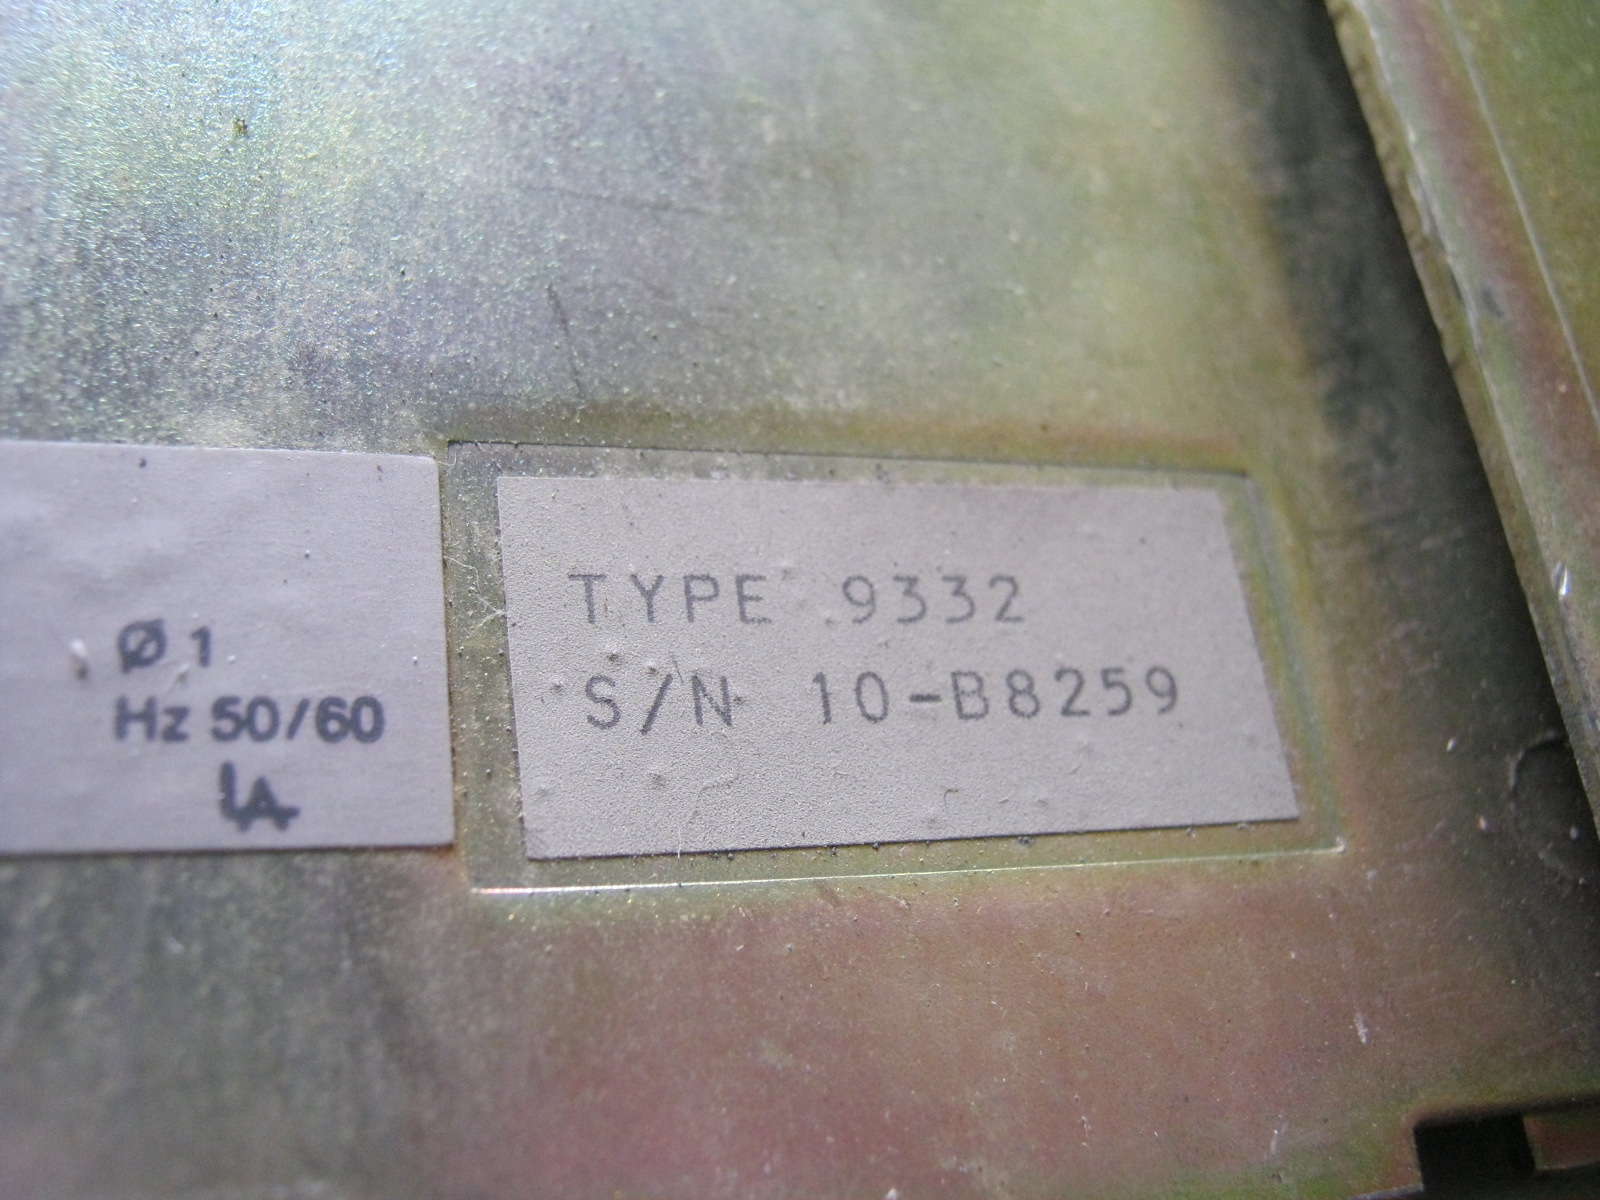 Ø 1
Hz 50/60
TYPE 9332
S/N 10-B8259